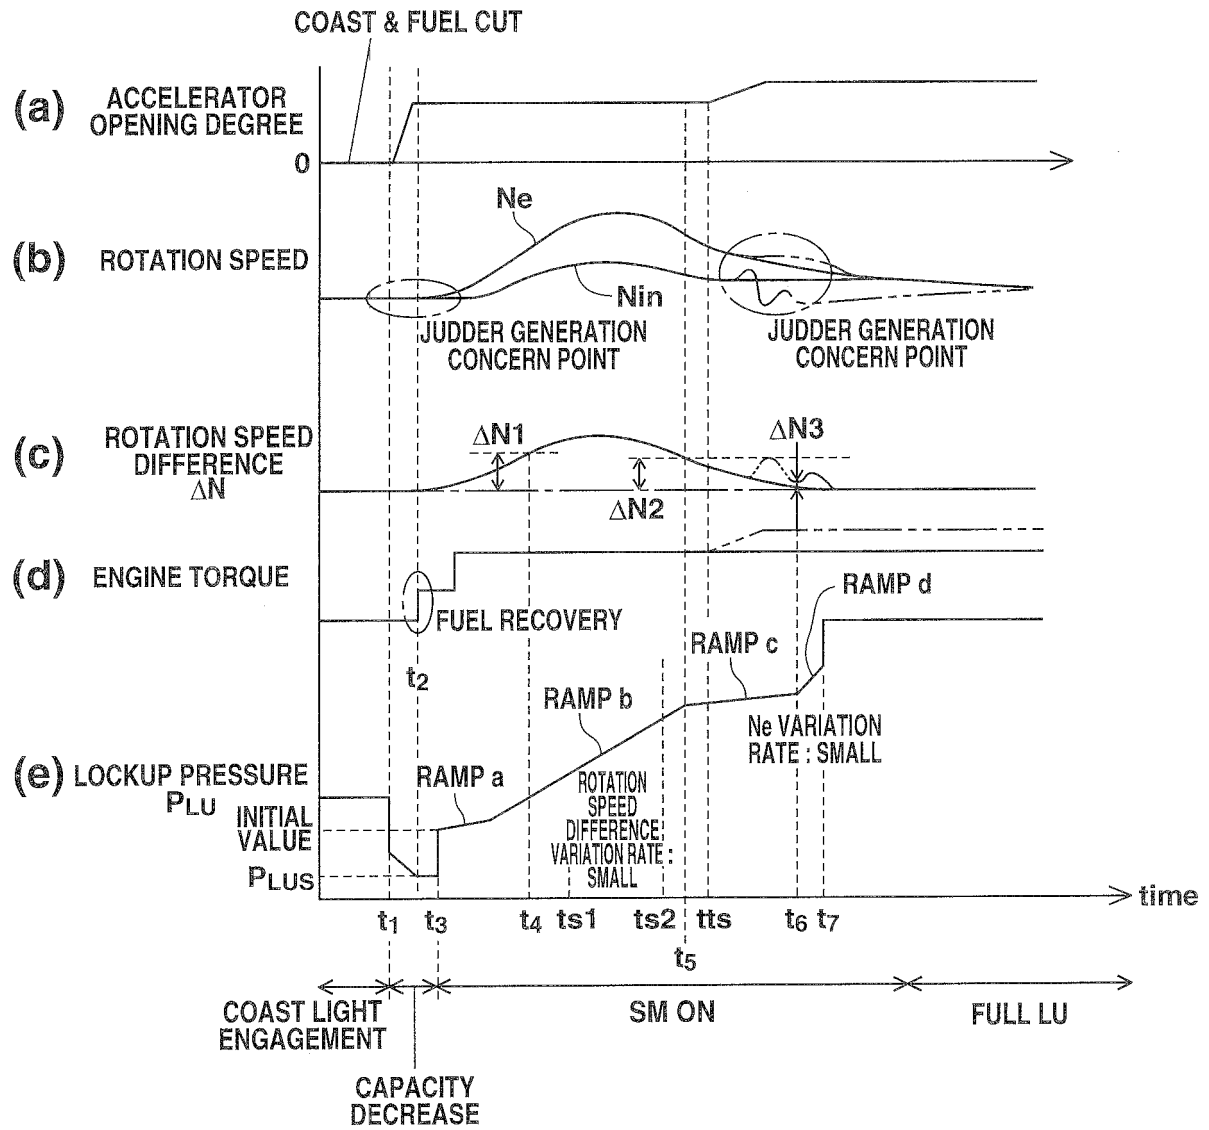 COAST & FUEL CUT
(a)
ACCELERATOR
OPENING DEGREE
0
(b)
ROTATION SPEED
Ne
Nin
JUDDER GENERATION
CONCERN POINT
JUDDER GENERATION
CONCERN POINT
(c)
ROTATION SPEED
DIFFERENCE
ΔN
ΔN1
ΔN2
ΔN3
(d)
ENGINE TORQUE
FUEL RECOVERY
t2
RAMP d
RAMP c
RAMP b
RAMP a
Ne VARIATION
RATE : SMALL
ROTATION
SPEED
DIFFERENCE
VARIATION RATE :
SMALL
(e)
LOCKUP PRESSURE
PLU
INITIAL
VALUE
PLUS
time
t1 t3 t4 ts1 ts2 tts t6 t7
t5
COAST LIGHT
ENGAGEMENT
SM ON
FULL LU
CAPACITY
DECREASE